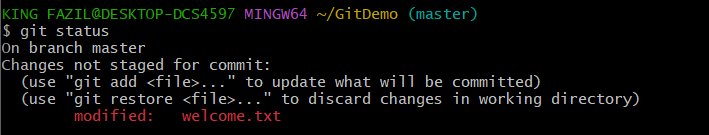 KING FAZIL@DESKTOP-DCS4597 MINGW64 ~/GitDemo (master)
$ git status
On branch master
Changes not staged for commit:
  (use "git add <file>..." to update what will be committed)
  (use "git restore <file>..." to discard changes in working directory)
        modified:   welcome.txt